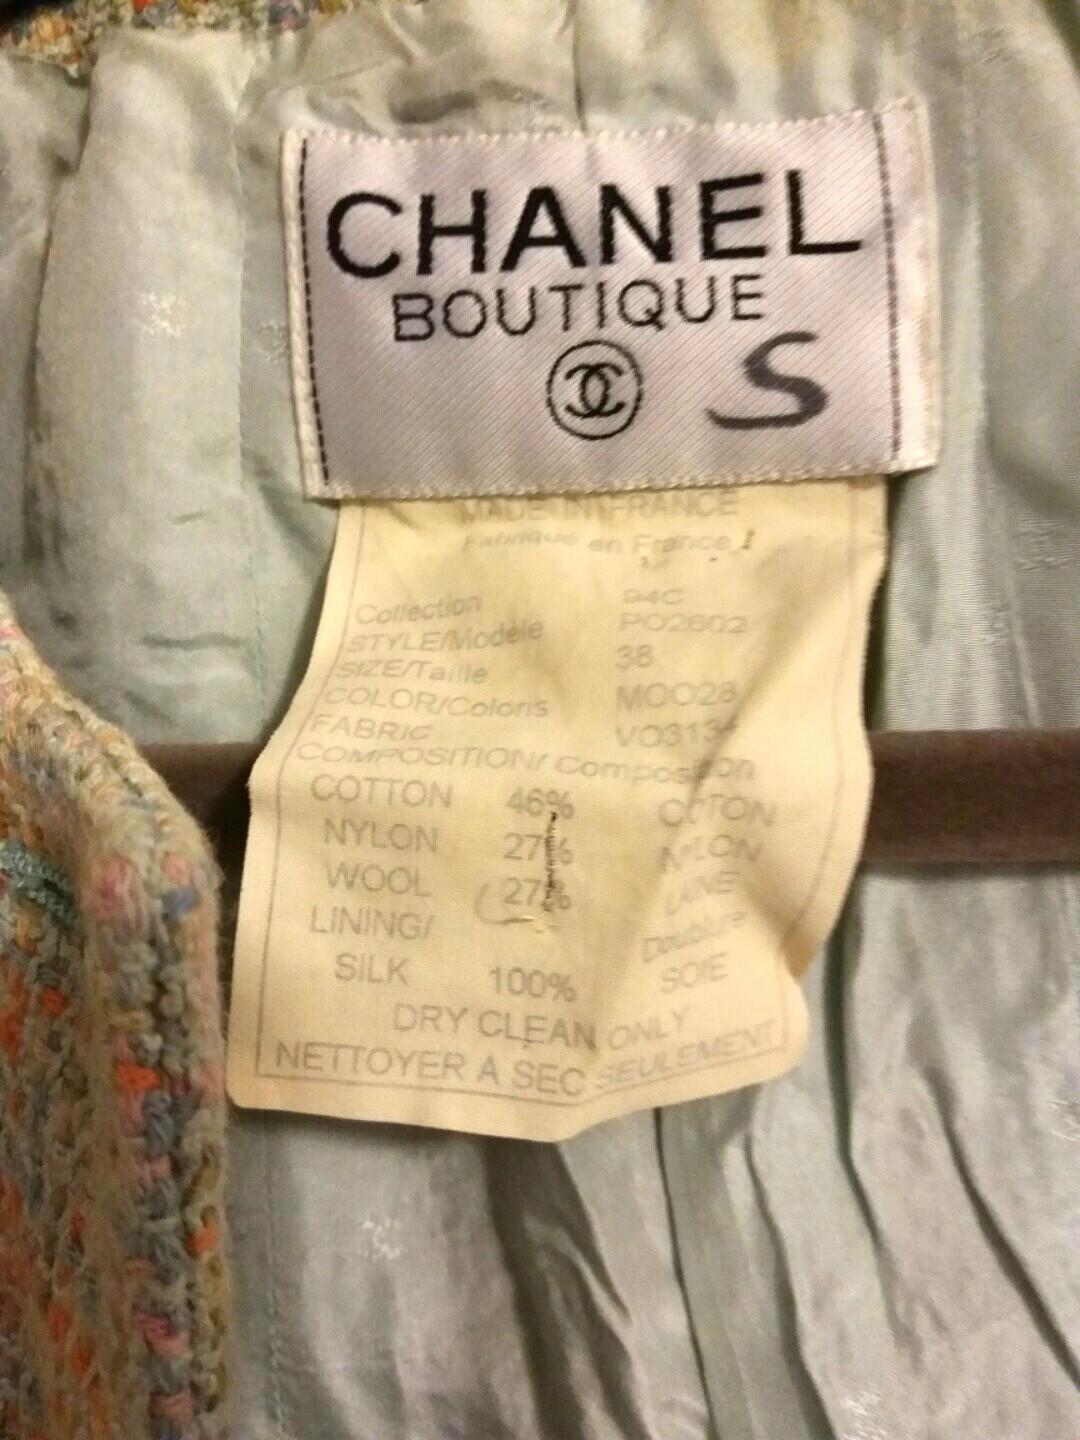 CHANEL
BOUTIQUE
S
MADE IN FRANCE
Fabriqué en France
Collection 94C
STYLE/Modèle PO2602
SIZE/Taille 38
COLOR/Coloris MOO28
FABRIC VO313
COMPOSITION/ Composition
COTTON 46% COTON
NYLON 27% NYLON
WOOL 27% LAINE
LINING/ Doublure
SILK 100% SOIE
DRY CLEAN ONLY
NETTOYER A SEC SEULEMENT